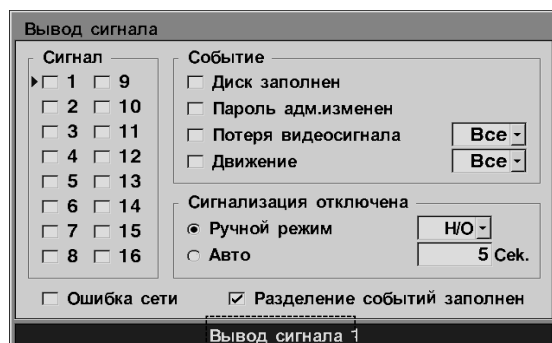 Вывод сигнала
Сигнал
1 9
2 10
3 11
4 12
5 13
6 14
7 15
8 16
Событие
Диск заполнен
Пароль адм.изменен
Потеря видеосигнала Все
Движение Все
Сигнализация отключена
Ручной режим Н/О
Авто 5 Cek.
Ошибка сети Разделение событий заполнен
Вывод сигнала 1